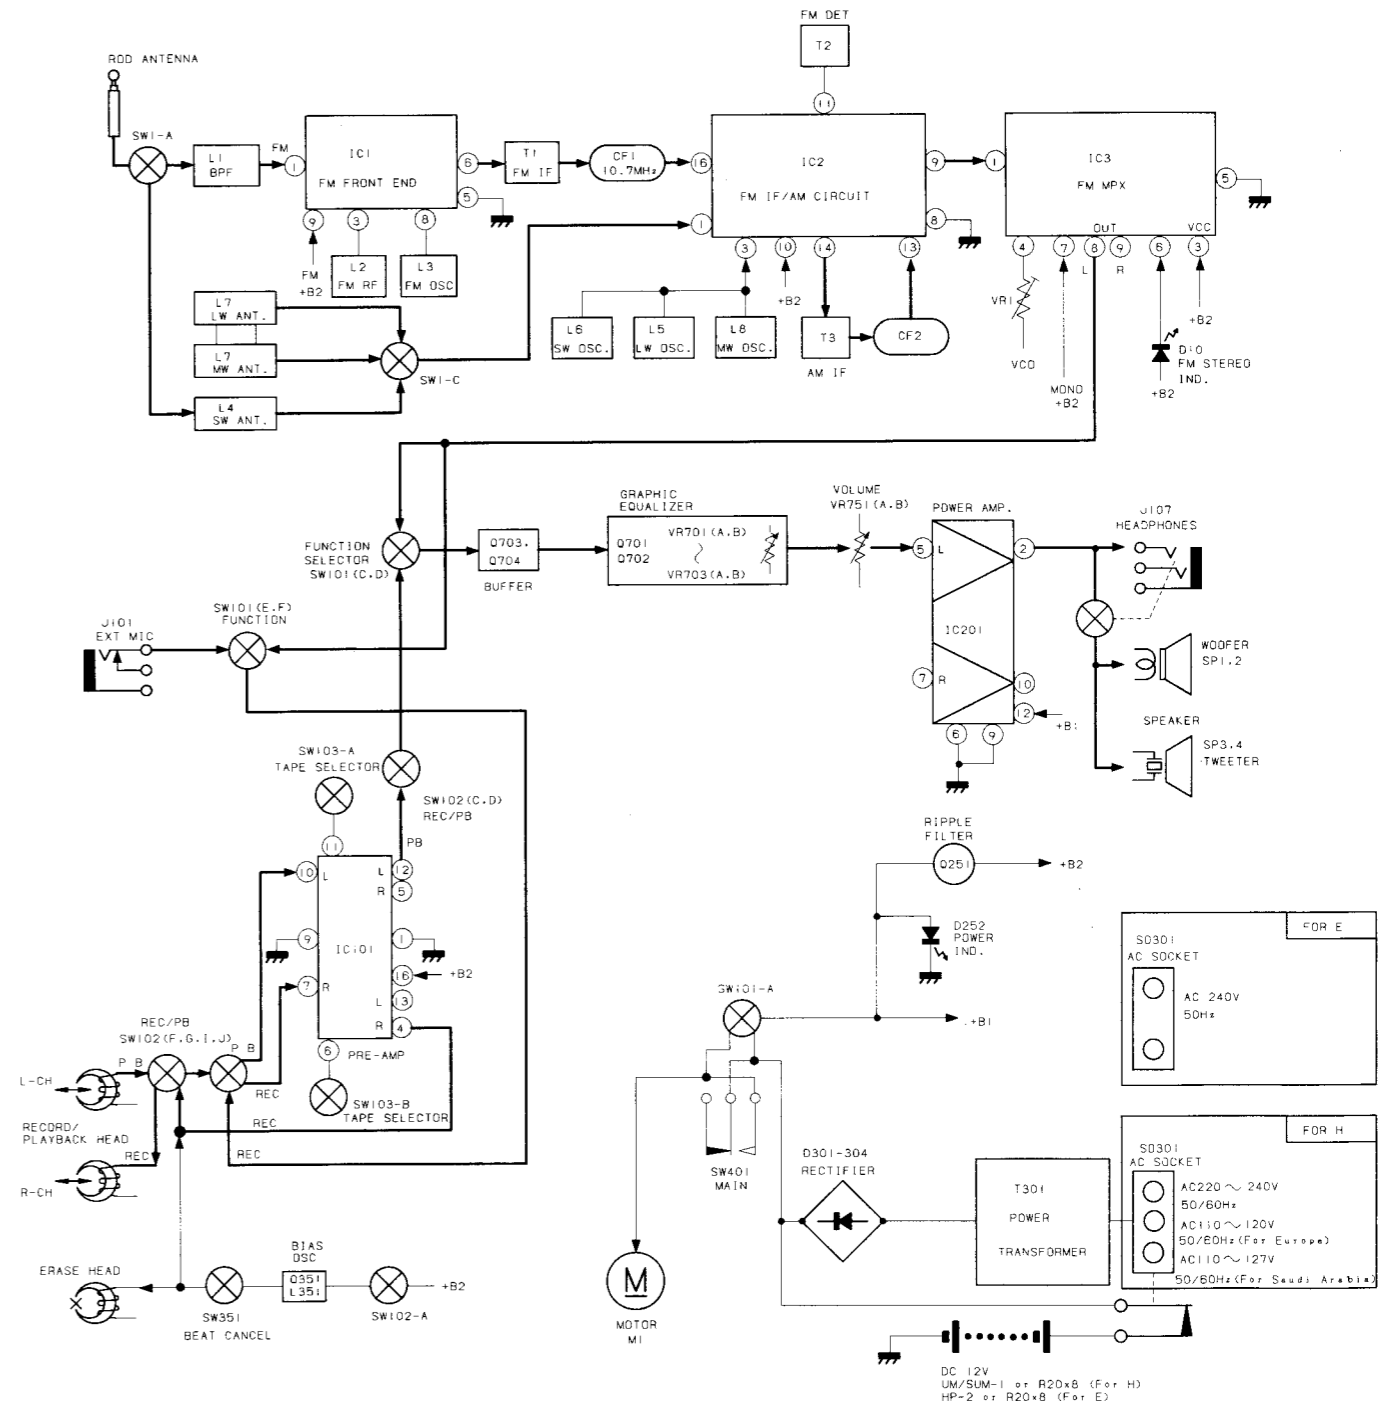 FM DET
T2
ROD ANTENNA
11
SW1-A
L1
BPF
FM
1
IC1
FM FRONT END
6
5
T1
FM IF
CF1
10.7MHz
16
IC2
FM IF/AM CIRCUIT
9
1
IC3
FM MPX
5
9
3
8
1
8
OUT
VCC
3
10
14
13
4
7
8
9
6
3
L
R
FM
+B2
L2
FM RF
L3
FM OSC
+B2
VR1
+B2
L7
LW ANT.
L6
SW OSC.
L5
LW OSC.
L8
MW OSC.
T3
CF2
AM IF
D10
FM STEREO
IND.
L7
MW ANT.
SW1-C
VCO
MONO
+B2
+B2
L4
SW ANT.
GRAPHIC
EQUALIZER
VOLUME
VR751(A.B)
POWER AMP.
J107
HEADPHONES
FUNCTION
SELECTOR
SW101(C.D)
Q703.
Q704
BUFFER
Q701
Q702
VR701(A.B)
VR703(A.B)
5
L
2
SW101(E.F)
FUNCTION
J101
EXT MIC
IC201
WOOFER
SP1.2
7
R
10
12
+B1
6
9
SPEAKER
SP3.4
TWEETER
SW103-A
TAPE SELECTOR
SW102(C.D)
REC/PB
PB
11
10
L
L
12
R
5
RIPPLE
FILTER
Q251
+B2
9
IC101
1
D252
POWER
IND.
16
+B2
7
R
L
13
R
4
SW101-A
+B1
FOR E
SO301
AC SOCKET
AC 240V
50Hz
REC/PB
SW102(F.G.I.J)
P B
P B
6
PRE-AMP
L-CH
REC
SW103-B
TAPE SELECTOR
RECORD/
PLAYBACK HEAD
REC
REC
REC
R-CH
SW401
MAIN
D301-304
RECTIFIER
T301
POWER
TRANSFORMER
FOR H
SO301
AC SOCKET
AC220～240V
50/60Hz
AC110～120V
50/60Hz(For Europe)
AC110～127V
50/60Hz(For Saudi Arabia)
ERASE HEAD
BIAS
OSC
Q351
L351
+B2
SW351
BEAT CANCEL
SW102-A
M
MOTOR
M1
DC 12V
UM/SUM-1 or R20x8 (For H)
HP-2 or R20x8 (For E)